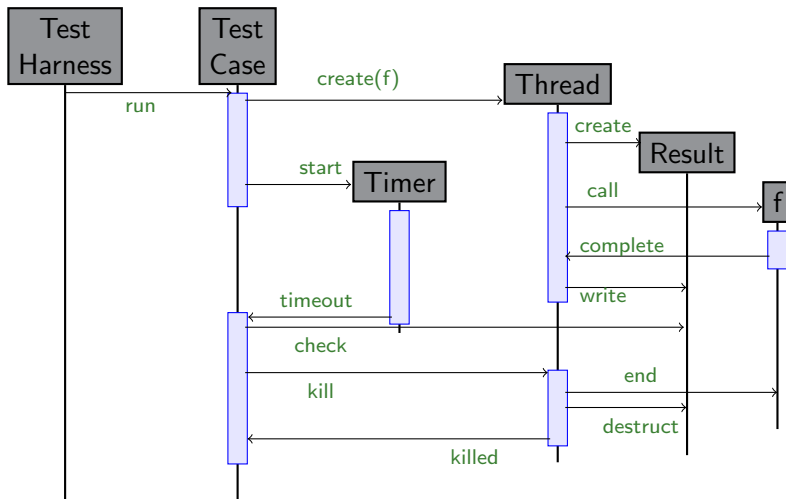 Test
Harness
Test
Case
create(f)
Thread
run
create
Result
start
Timer
call
f
complete
timeout
write
check
kill
end
destruct
killed